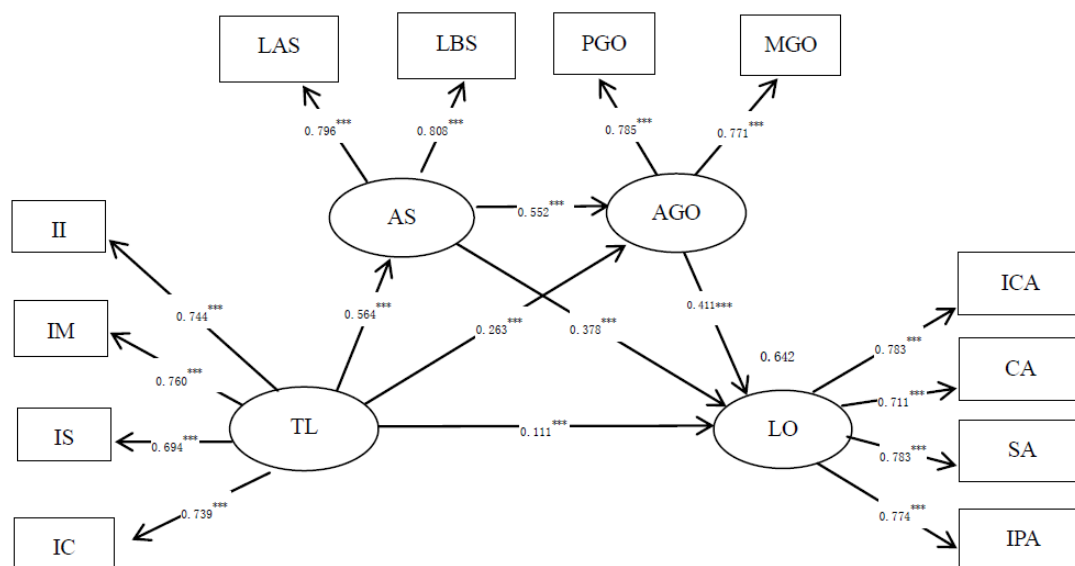 LAS
LBS
PGO
MGO
0.796***
0.808***
0.785***
0.771***
AS
0.552***
AGO
II
IM
IS
IC
0.744***
0.760***
0.694***
0.739***
0.564***
0.263***
0.378***
0.411***
0.642
TL
0.111***
LO
ICA
CA
SA
IPA
0.783***
0.711***
0.783***
0.774***